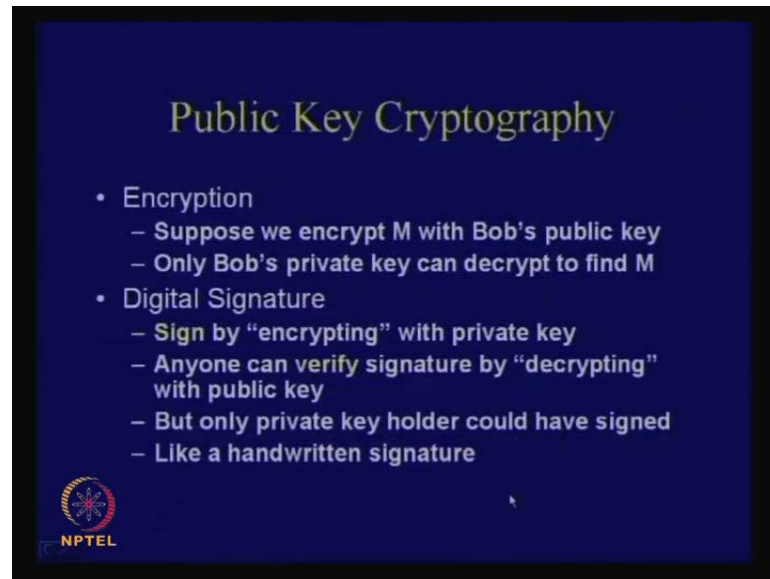 Public Key Cryptography
• Encryption
– Suppose we encrypt M with Bob's public key
– Only Bob's private key can decrypt to find M
• Digital Signature
– Sign by “encrypting” with private key
– Anyone can verify signature by “decrypting”
with public key
– But only private key holder could have signed
– Like a handwritten signature
NPTEL